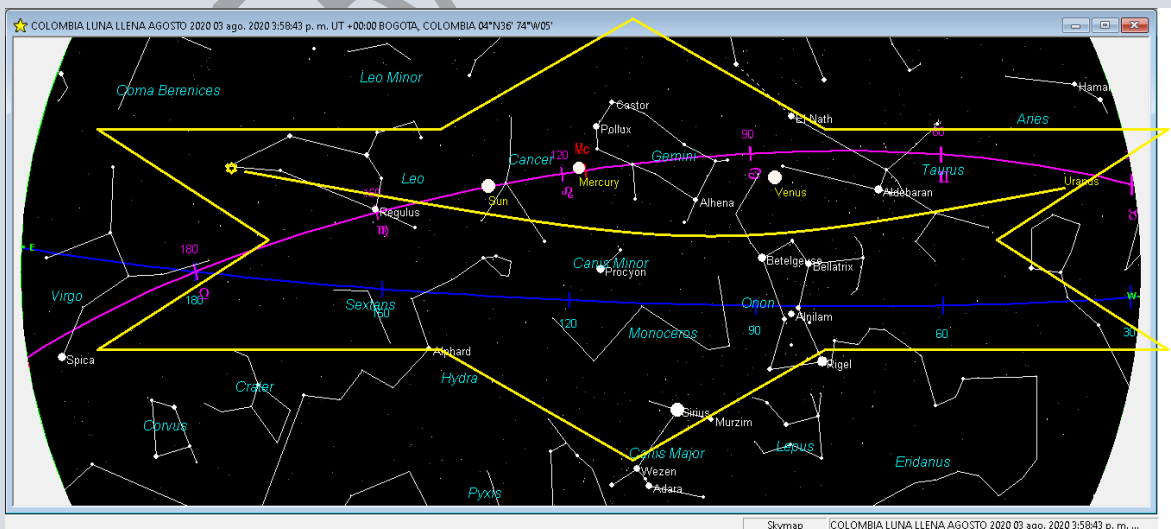 COLOMBIA LUNA LLENA AGOSTO 2020 03 ago. 2020 3:58:43 p. m. UT +00:00 BOGOTA, COLOMBIA 04°N36' 74°W05'
Leo Minor
Coma Berenices
Hamal
Castor
El Nath
Aries
Pollux
90
Mc
Cancer
120
Gemini
Taurus
Leo
Mercury
Venus
Aldebaran
Uranus
Sun
150
Alhena
Regulus
♍
♌
♋
♊
♉
E
180
Betelgeuse
Bellatrix
Canis Minor
Procyon
Virgo
♎
180
Sextans
150
120
Orion
90
Alnilam
60
W
30
Monoceros
Spica
Alphard
Rigel
Hydra
Crater
Sirius
Murzim
Corvus
Lepus
Canis Major
Eridanus
Wezen
Adara
Pyxis
Skymap
COLOMBIA LUNA LLENA AGOSTO 2020 03 ago. 2020 3:58:43 p. m. ...